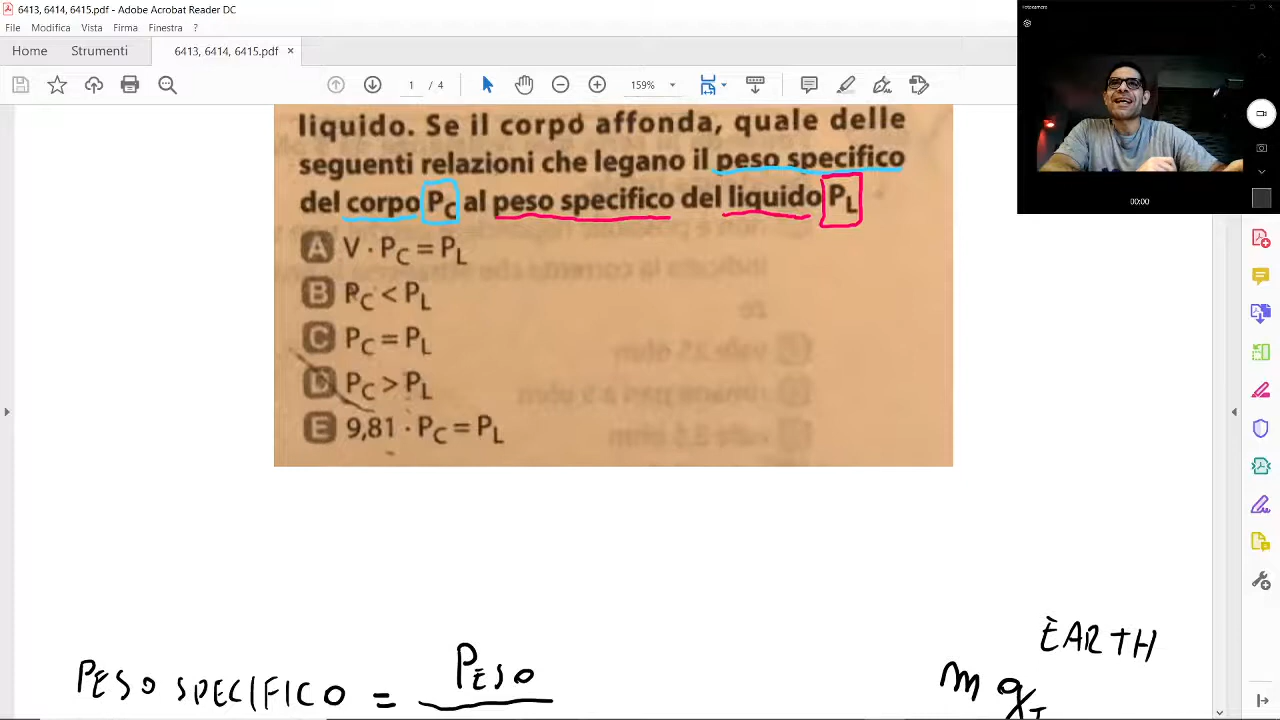 6413, 6414, 6415.pdf - Adobe Acrobat Reader DC
File Modifica Vista Firma Finestra ?
Home Strumenti 6413, 6414, 6415.pdf ×
1 / 4 159%
Fotocamera
00:00
liquido. Se il corpo affonda, quale delle
seguenti relazioni che legano il peso specifico
del corpo PC al peso specifico del liquido PL
A V · PC = PL
B PC < PL
C PC = PL
D PC > PL
E 9,81 · PC = PL
EARTH
PESO SPECIFICO = PESO
m gT